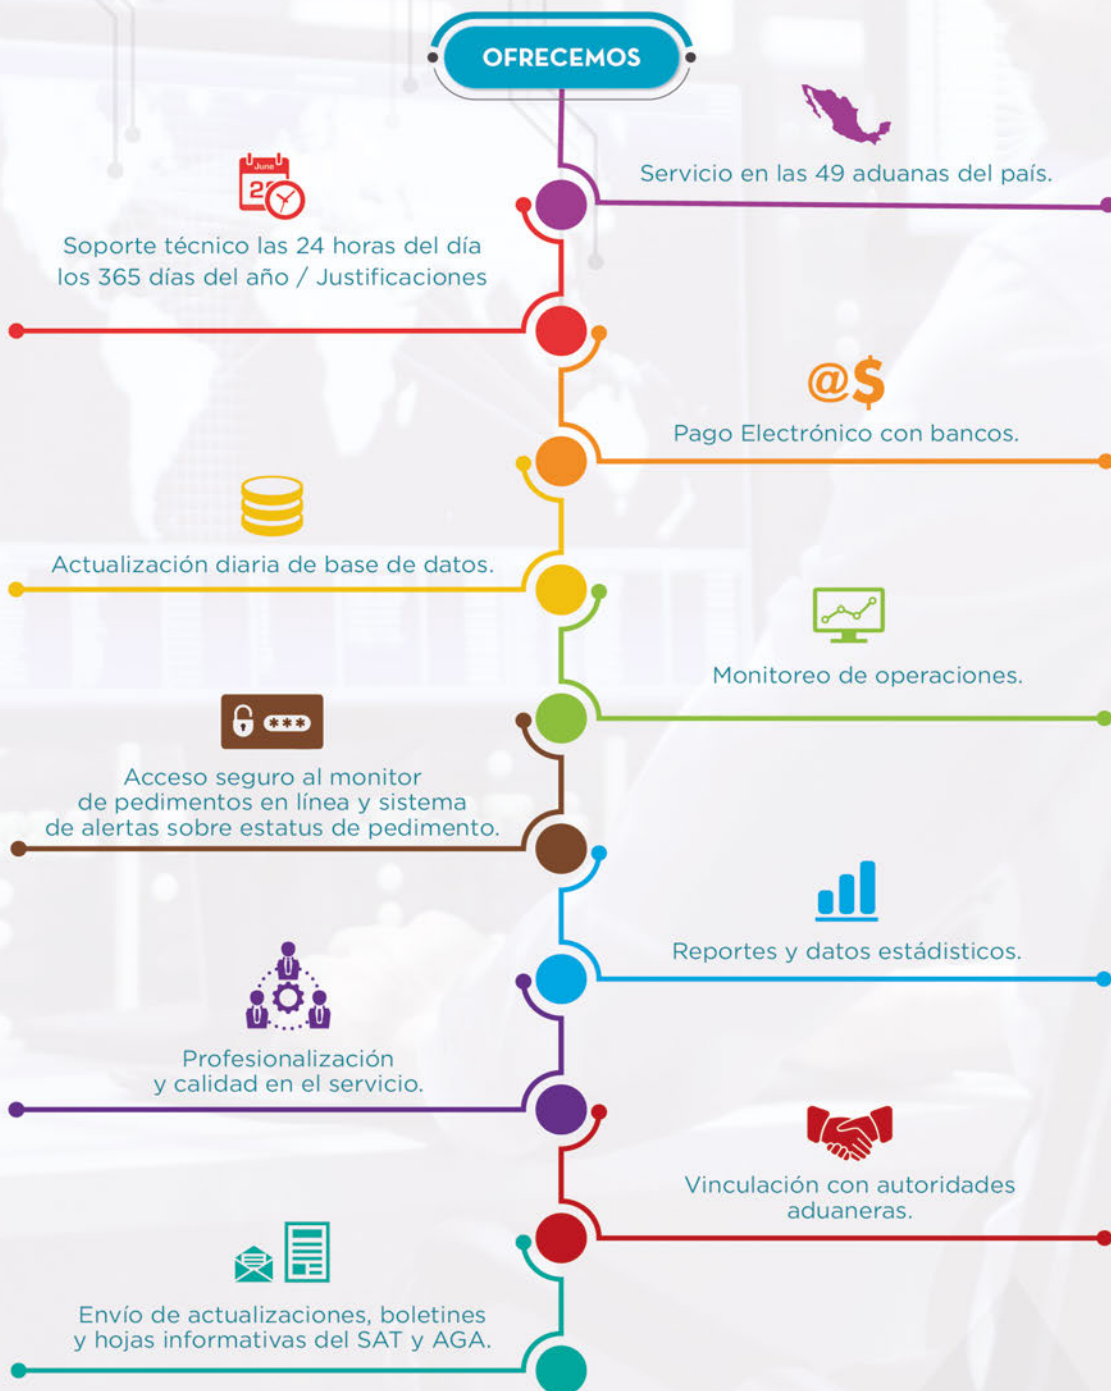 OFRECEMOS
Servicio en las 49 aduanas del país.
June
Soporte técnico las 24 horas del día
los 365 días del año / Justificaciones
@$
Pago Electrónico con bancos.
Actualización diaria de base de datos.
Monitoreo de operaciones.
***
Acceso seguro al monitor
de pedimentos en línea y sistema
de alertas sobre estatus de pedimento.
Reportes y datos estádisticos.
Profesionalización
y calidad en el servicio.
Vinculación con autoridades
aduaneras.
Envío de actualizaciones, boletines
y hojas informativas del SAT y AGA.